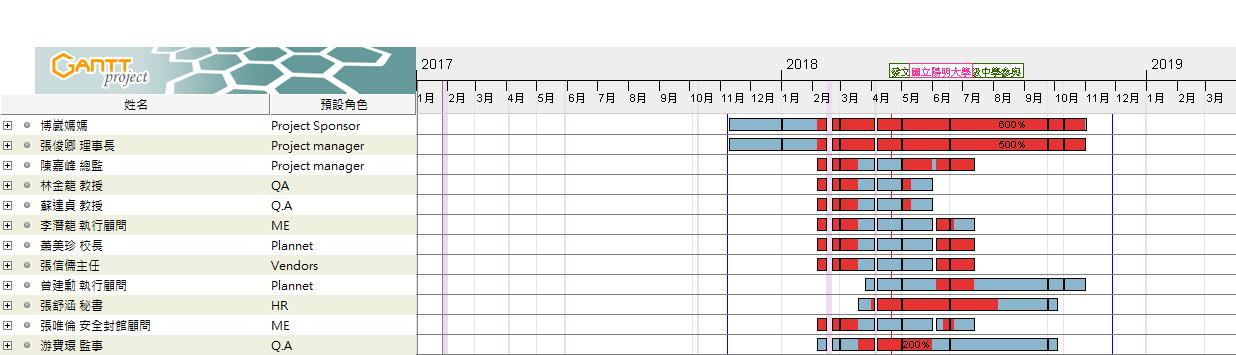 GANTT
project
2017 2018 2019
發文 國立陽明大學 級中學參與
姓名 預設角色
1月 2月 3月 4月 5月 6月 7月 8月 9月 10月 11月 12月 1月 2月 3月 4月 5月 6月 7月 8月 9月 10月 11月 12月 1月 2月 3月
博崴媽媽 Project Sponsor 600%
張俊卿 理事長 Project manager 500%
陳嘉峰 總監 Project manager
林金龍 教授 QA
蘇達貞 教授 Q.A
李潛龍 執行顧問 ME
蕭美珍 校長 Plannet
張信儒主任 Vendors
曾建勳 執行顧問 Plannet
張舒涵 秘書 HR
張唯倫 安全封館顧問 ME
游寶環 監事 Q.A 200%